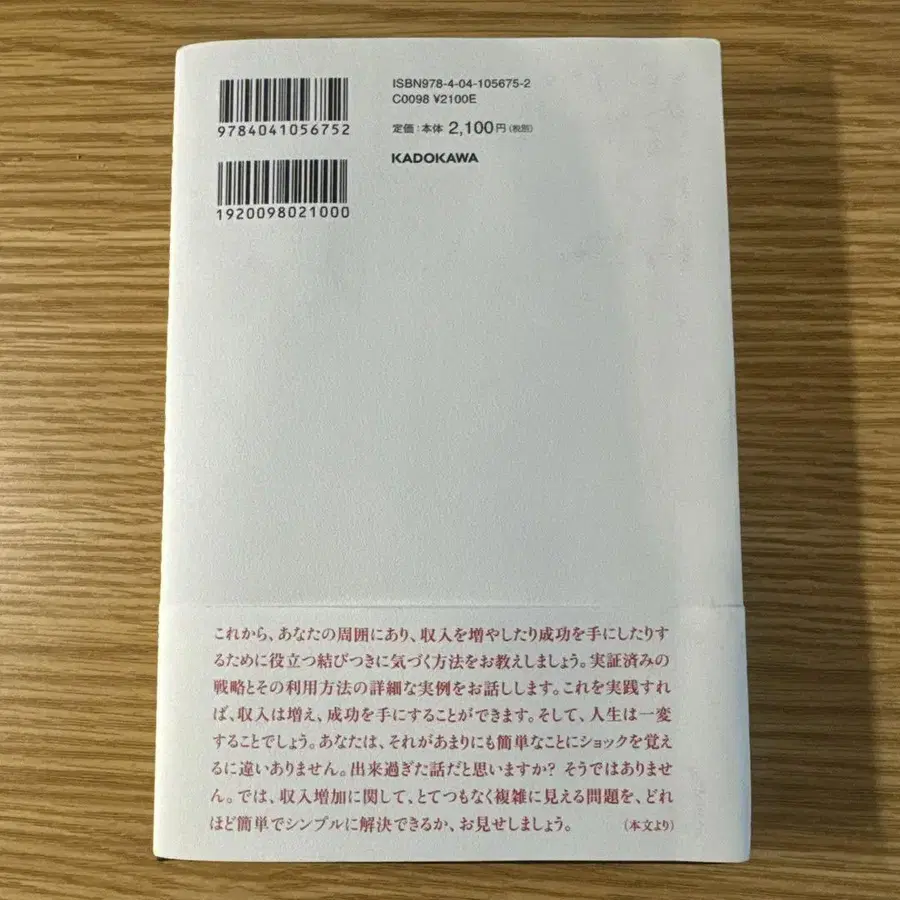 9784041056752
1920098021000
ISBN978-4-04-105675-2
C0098 ¥2100E
定価:本体 2,100円(税別)
KADOKAWA
これから、あなたの周囲にあり、収入を増やしたり成功を手にしたりす
るために役立つ結びつきに気づく方法をお教えしましょう。実証済みの
戦略とその利用方法の詳細な実例をお話しします。これを実践すれ
ば、収入は増え、成功を手にすることができます。そして、人生は一変
することでしょう。あなたは、それがあまりにも簡単なことにショックを覚え
るに違いありません。出来過ぎた話だと思いますか? そうではありませ
ん。では、収入増加に関して、とてつもなく複雑に見える問題を、どれ
ほど簡単でシンプルに解決できるか、お見せしましょう。 (本文より)